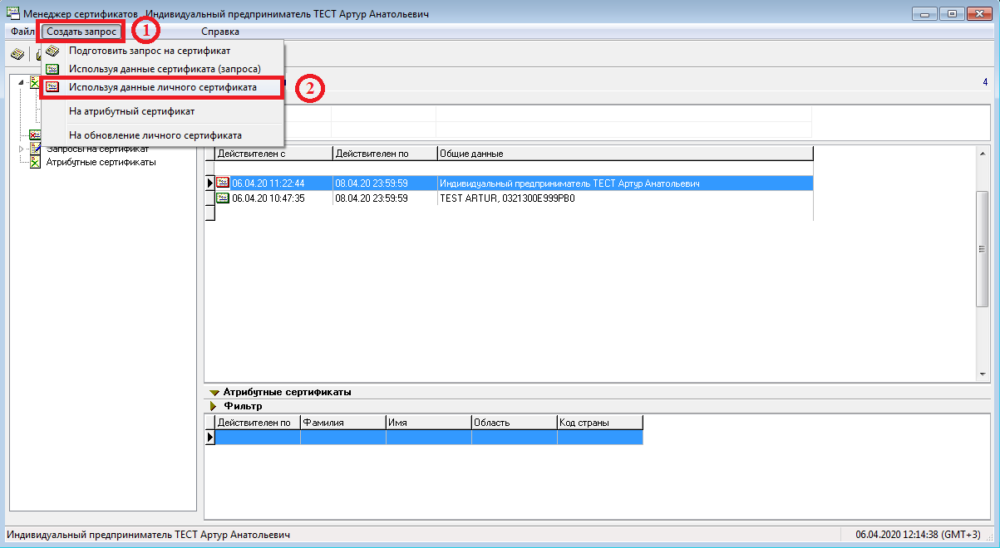 Менеджер сертификатов Индивидуальный предприниматель ТЕСТ Артур Анатольевич
Файл Создать запрос 1 Справка
Подготовить запрос на сертификат
Используя данные сертификата (запроса)
Используя данные личного сертификата 2
4
На атрибутный сертификат
На обновление личного сертификата
Запросы на сертификат
Атрибутные сертификаты
Действителен с Действителен по Общие данные
06.04.20 11:22:44 08.04.20 23:59:59 Индивидуальный предприниматель ТЕСТ Артур Анатольевич
06.04.20 10:47:35 08.04.20 23:59:59 TEST ARTUR, 0321300E999PB0
Атрибутные сертификаты
Фильтр
Действителен по Фамилия Имя Область Код страны
Индивидуальный предприниматель ТЕСТ Артур Анатольевич 06.04.2020 12:14:38 (GMT+3)